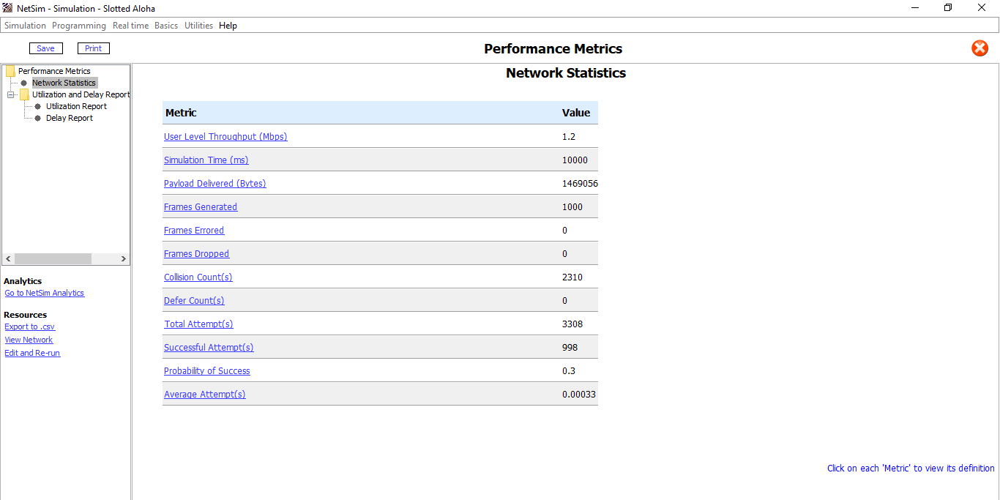 NetSim - Simulation - Slotted Aloha
Simulation Programming Real time Basics Utilities Help
Save Print Performance Metrics
Performance Metrics
Network Statistics
Utilization and Delay Report
Utilization Report
Delay Report
Analytics
Go to NetSim Analytics
Resources
Export to .csv
View Network
Edit and Re-run
Network Statistics
Metric Value
User Level Throughput (Mbps) 1.2
Simulation Time (ms) 10000
Payload Delivered (Bytes) 1469056
Frames Generated 1000
Frames Errored 0
Frames Dropped 0
Collision Count(s) 2310
Defer Count(s) 0
Total Attempt(s) 3308
Successful Attempt(s) 998
Probability of Success 0.3
Average Attempt(s) 0.00033
Click on each 'Metric' to view its definition